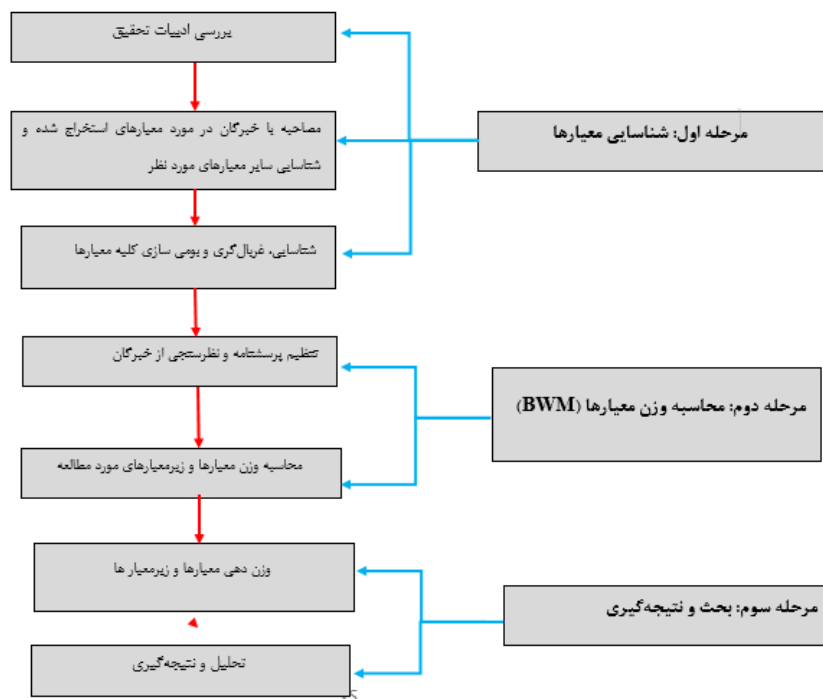 بررسی ادبیات تحقیق
مصاحبه با خبرگان در مورد معیارهای استخراج شده و
شناسایی سایر معیارهای مورد نظر
مرحله اول: شناسایی معیارها
شناسایی، غربال‌گری و بومی سازی کلیه معیارها
تنظیم پرسشنامه و نظرسنجی از خبرگان
مرحله دوم: محاسبه وزن معیارها (BWM)
محاسبه وزن معیارها و زیرمعیارهای مورد مطالعه
وزن دهی معیارها و زیرمعیار ها
مرحله سوم: بحث و نتیجه‌گیری
تحلیل و نتیجه‌گیری